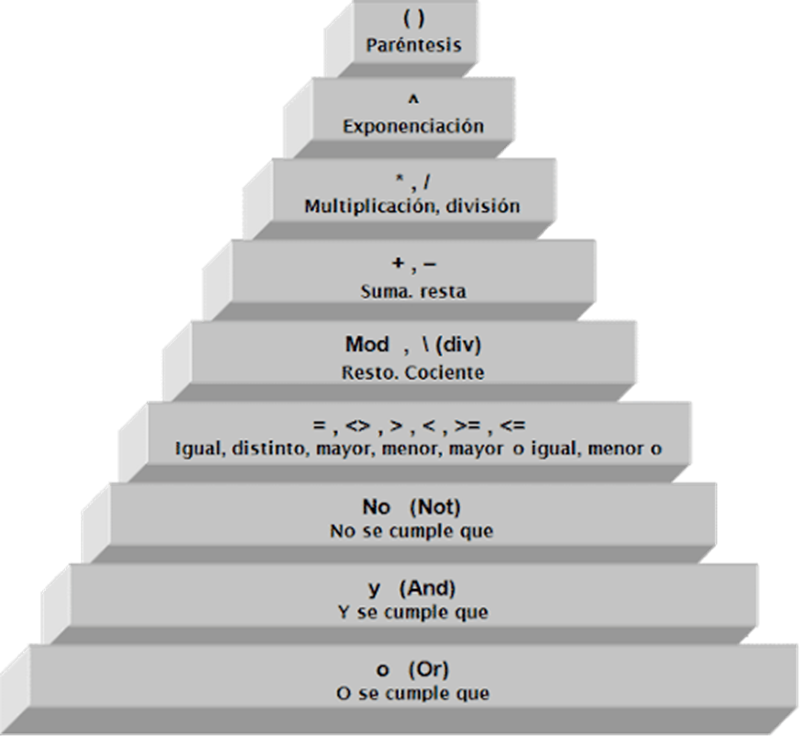 ( )
Paréntesis
^
Exponenciación
* , /
Multiplicación, división
+ , –
Suma. resta
Mod , \ (div)
Resto. Cociente
= , <> , > , < , >= , <=
Igual, distinto, mayor, menor, mayor o igual, menor o
No (Not)
No se cumple que
y (And)
Y se cumple que
o (Or)
O se cumple que